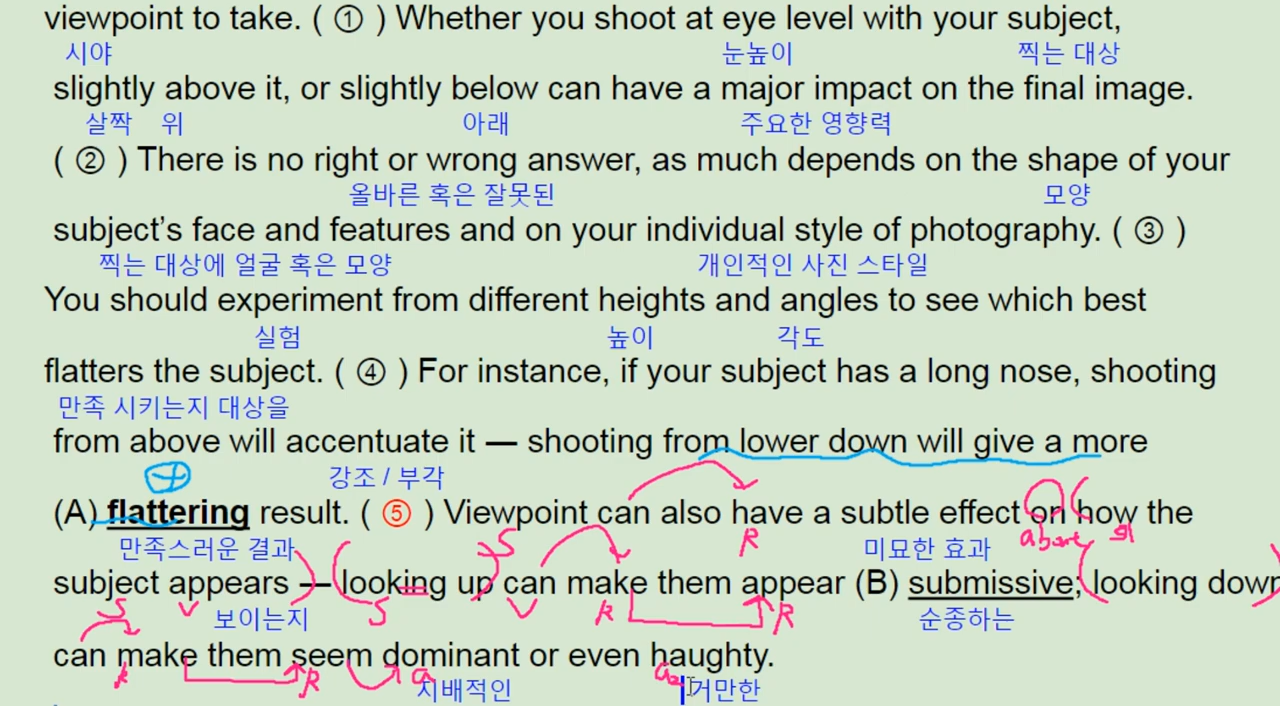 viewpoint to take. ( ① ) Whether you shoot at eye level with your subject,
시야 눈높이 찍는 대상
slightly above it, or slightly below can have a major impact on the final image.
살짝 위 아래 주요한 영향력
( ② ) There is no right or wrong answer, as much depends on the shape of your
올바른 혹은 잘못된 모양
subject's face and features and on your individual style of photography. ( ③ )
찍는 대상에 얼굴 혹은 모양 개인적인 사진 스타일
You should experiment from different heights and angles to see which best
실험 높이 각도
flatters the subject. ( ④ ) For instance, if your subject has a long nose, shooting
만족 시키는지 대상을
from above will accentuate it — shooting from lower down will give a more
+ 강조 / 부각
(A) flattering result. ( ⑤ ) Viewpoint can also have a subtle effect on how the
만족스러운 결과 S R 미묘한 효과 about
subject appears — looking up can make them appear (B) submissive; looking down
S V 보이는지 S V R R 순종하는
can make them seem dominant or even haughty.
R R a 지배적인 a2 거만한